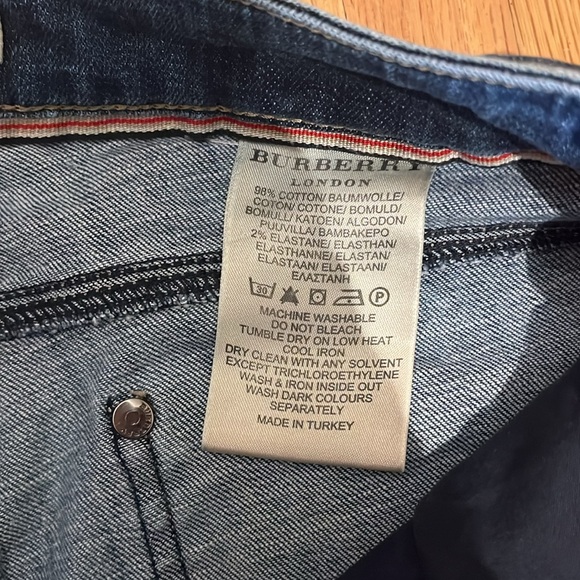 BURBERRY
LONDON
98% COTTON/ BAUMWOLLE/
COTON/ COTONE/ BOMULD/
BOMULL/ KATOEN/ ALGODON/
PUUVILLA/ ΒΑΜΒΑΚΕΡΟ
2% ELASTANE/ ELASTHAN/
ELASTHANNE/ ELASTAN/
ELASTAAN/ ELASTAANI/
ΕΛΑΣΤΑΝΗ
30 P
MACHINE WASHABLE
DO NOT BLEACH
TUMBLE DRY ON LOW HEAT
COOL IRON
DRY CLEAN WITH ANY SOLVENT
EXCEPT TRICHLOROETHYLENE
WASH & IRON INSIDE OUT
WASH DARK COLOURS
SEPARATELY
MADE IN TURKEY